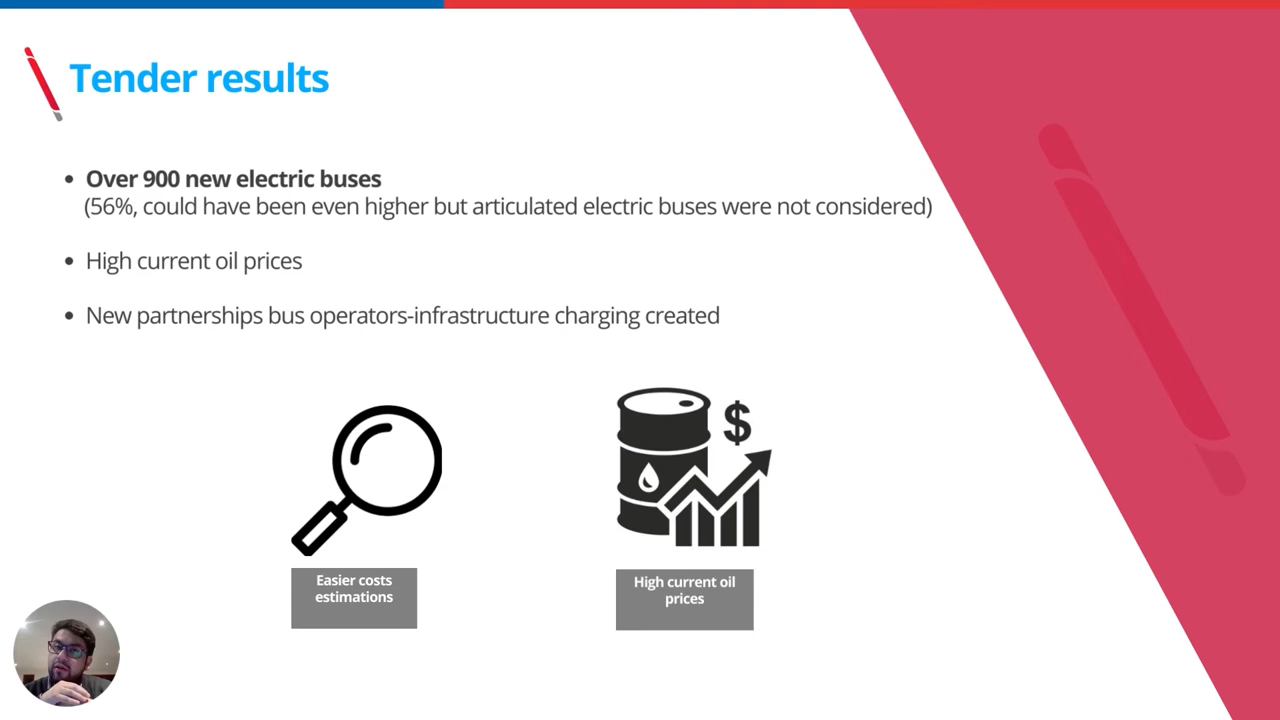 Tender results
• Over 900 new electric buses
(56%, could have been even higher but articulated electric buses were not considered)
• High current oil prices
• New partnerships bus operators-infrastructure charging created
$
Easier costs
estimations
High current oil
prices